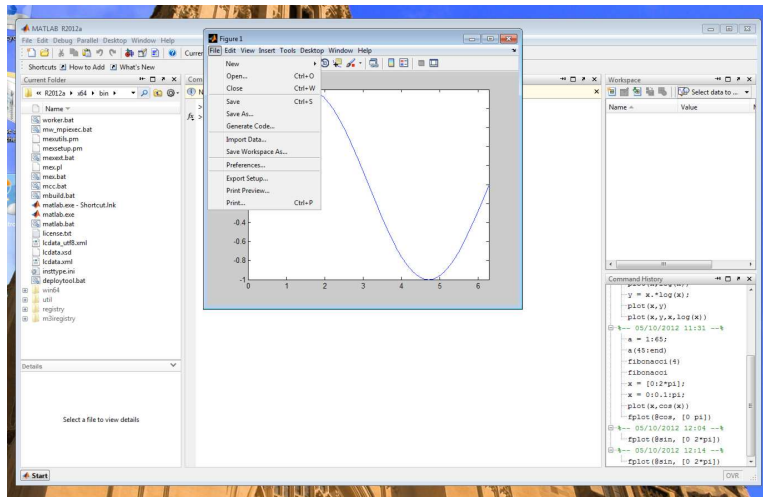 MATLAB R2012a
File Edit Debug Parallel Desktop Window Help
Shortcuts How to Add What's New
Current Folder
« R2012a x64 bin
Name
worker.bat
mw_mpiexec.bat
mexutils.pm
mexsetup.pm
mexext.bat
mex.pl
mex.bat
mcc.bat
mbuild.bat
matlab.exe - Shortcut.lnk
matlab.exe
matlab.bat
license.txt
lcdata_utf8.xml
lcdata.xsd
lcdata.xml
insttype.ini
deploytool.bat
win64
util
registry
m3iregistry
Details
Select a file to view details
Start
Figure 1
File Edit View Insert Tools Desktop Window Help
New
Open... Ctrl+O
Close Ctrl+W
Save Ctrl+S
Save As...
Generate Code...
Import Data...
Save Workspace As...
Preferences...
Export Setup...
Print Preview...
Print... Ctrl+P
-0.4
-0.6
-0.8
-1
0 1 2 3 4 5 6
Workspace
Select data to ...
Name Value
Command History
y = x.*log(x);
plot(x,y)
plot(x,y,x,log(x))
%-- 05/10/2012 11:31 --%
a = 1:65;
a(45:end)
fibonacci(4)
fibonacci
x = [0:2*pi];
x = 0:0.1:pi;
plot(x,cos(x))
fplot(@cos, [0 pi])
%-- 05/10/2012 12:04 --%
fplot(@sin, [0 2*pi])
%-- 05/10/2012 12:14 --%
fplot(@sin, [0 2*pi])
OVR